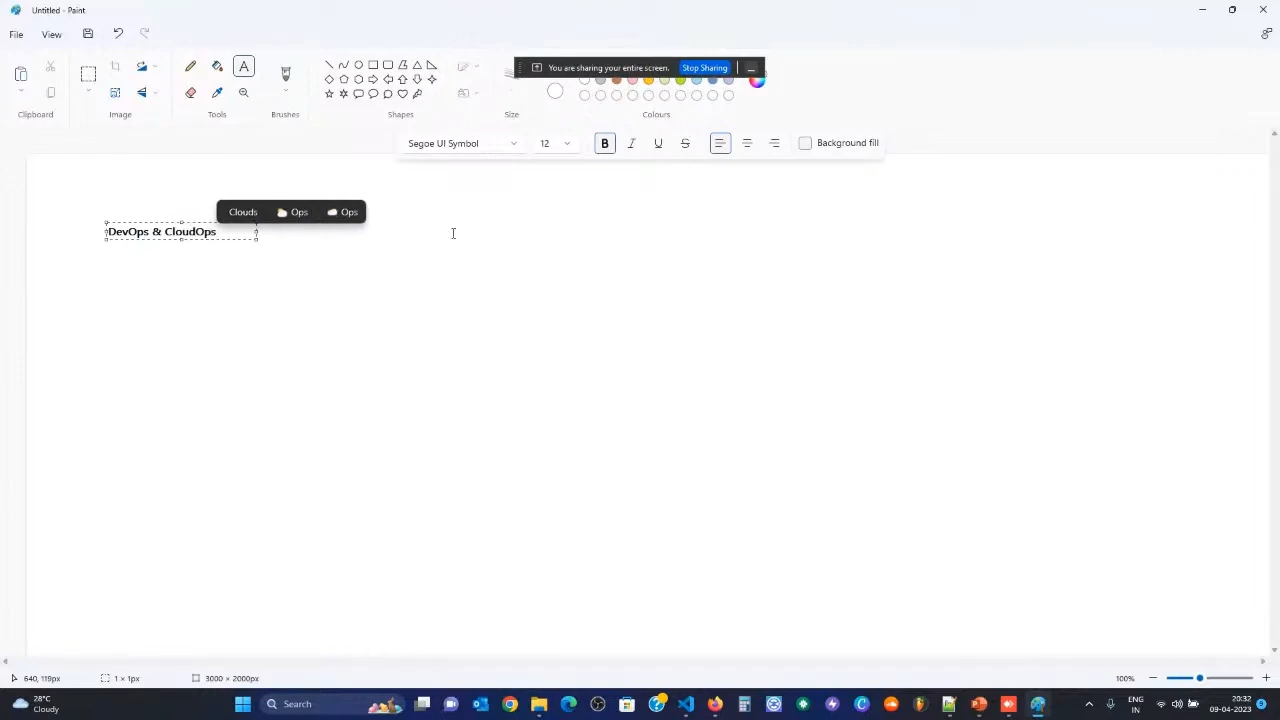 Untitled - Paint
File View
You are sharing your entire screen. Stop Sharing
Clipboard Image Tools Brushes Shapes Size Colours
Segoe UI Symbol 12 B I U S Background fill
Clouds Ops Ops
DevOps & CloudOps
640, 119px 1 × 1px 3000 × 2000px 100%
28°C
Cloudy
Search
ENG
IN
20:32
09-04-2023